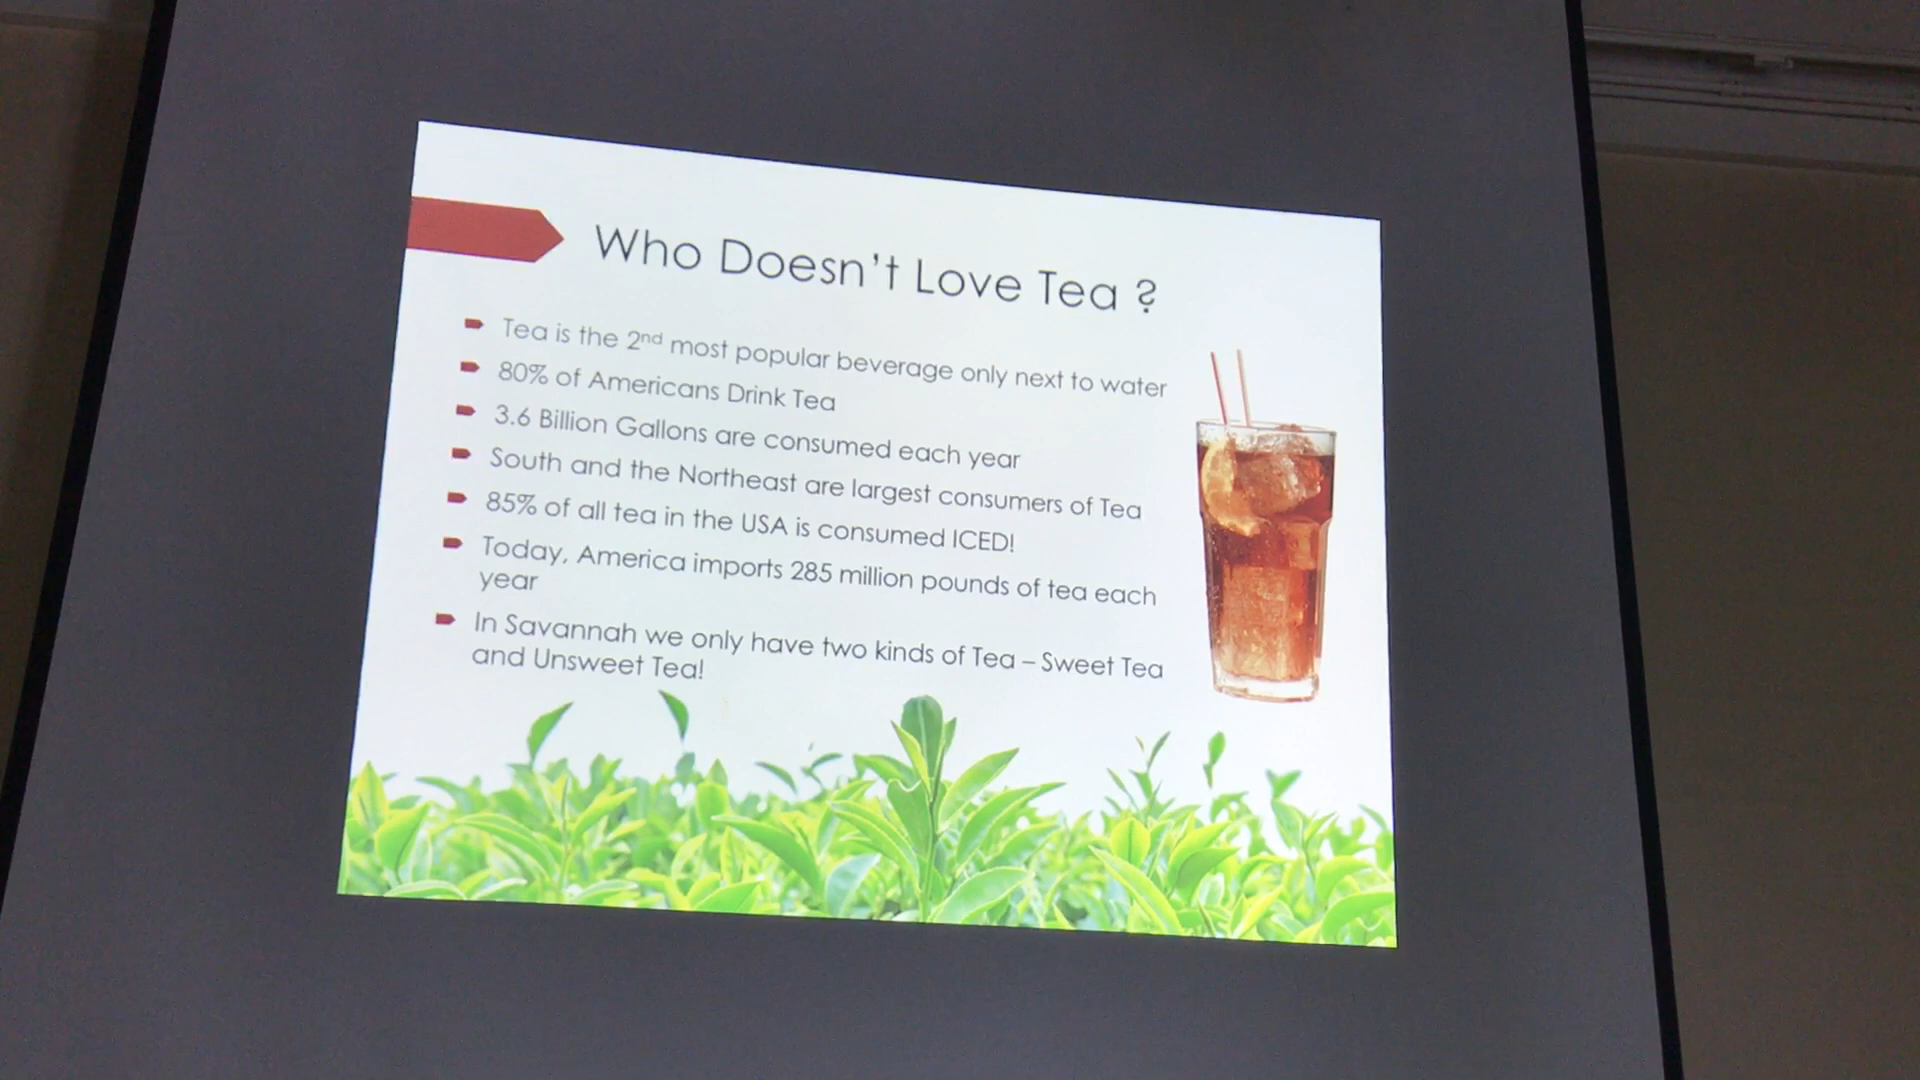 Who Doesn't Love Tea ?
Tea is the 2nd most popular beverage only next to water
80% of Americans Drink Tea
3.6 Billion Gallons are consumed each year
South and the Northeast are largest consumers of Tea
85% of all tea in the USA is consumed ICED!
Today, America imports 285 million pounds of tea each
year
In Savannah we only have two kinds of Tea – Sweet Tea
and Unsweet Tea!